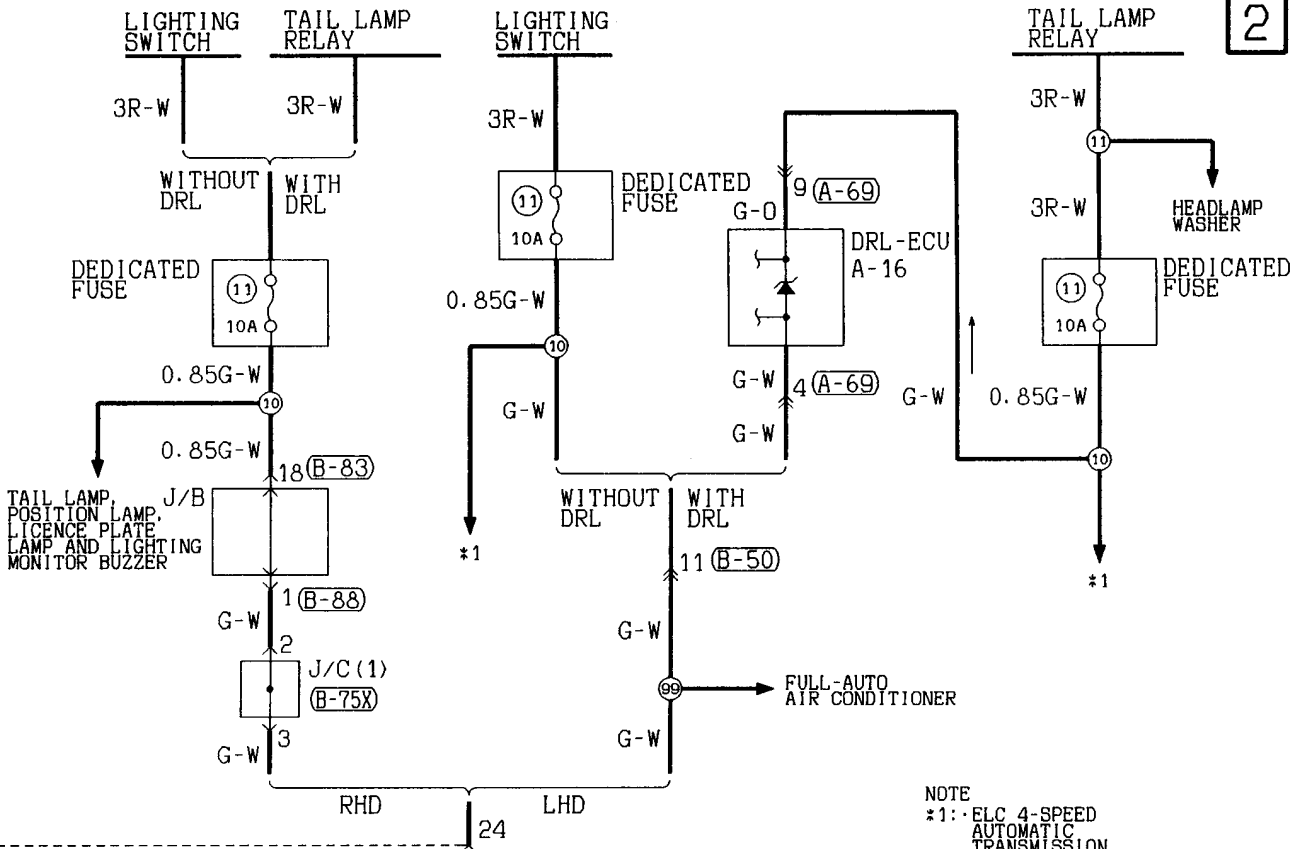 LIGHTING
SWITCH
TAIL LAMP
RELAY
LIGHTING
SWITCH
TAIL LAMP
RELAY
2
3R-W
3R-W
3R-W
3R-W
11
HEADLAMP
WASHER
3R-W
WITHOUT
DRL
WITH
DRL
DEDICATED
FUSE
11
10A
9 A-69
G-O
DRL-ECU
A-16
DEDICATED
FUSE
11
10A
DEDICATED
FUSE
11
10A
0.85G-W
0.85G-W
10
10
G-W
4 A-69
G-W
G-W
G-W
0.85G-W
10
*1
0.85G-W
18 B-83
J/B
TAIL LAMP,
POSITION LAMP,
LICENCE PLATE
LAMP AND LIGHTING
MONITOR BUZZER
*1
WITHOUT
DRL
WITH
DRL
11 B-50
1 B-88
G-W
2
J/C(1)
B-75X
3
G-W
G-W
99
FULL-AUTO
AIR CONDITIONER
G-W
RHD
LHD
24
NOTE
*1:·ELC 4-SPEED
AUTOMATIC
TRANSMISSION